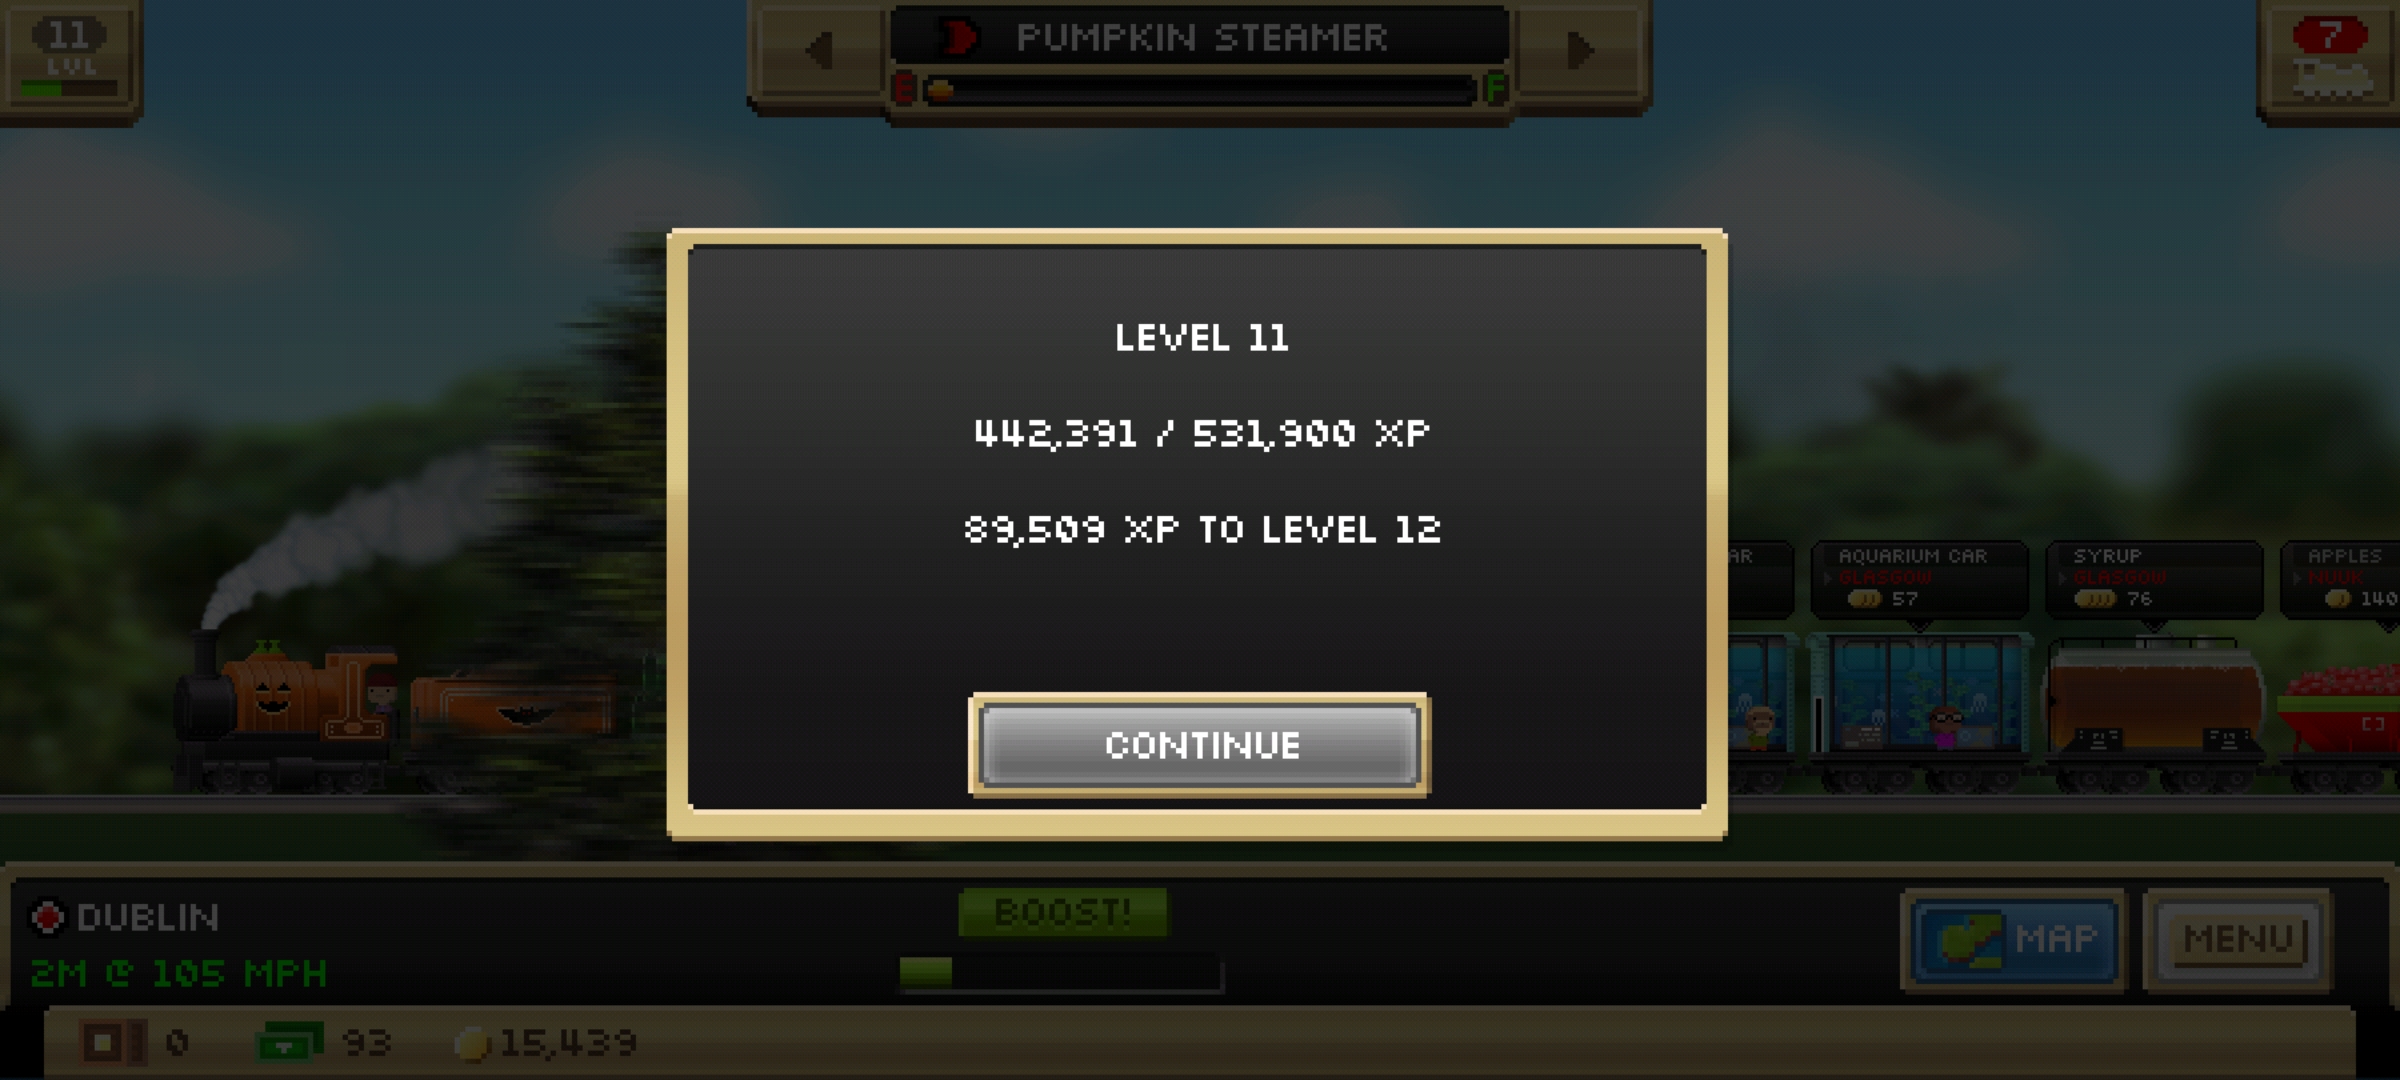 11
LVL
PUMPKIN STEAMER
E
F
7
LEVEL 11
442,391 / 531,900 XP
89,509 XP TO LEVEL 12
CONTINUE
AR
AQUARIUM CAR
GLASGOW
57
SYRUP
GLASGOW
76
APPLES
NUUK
140
DUBLIN
2M @ 105 MPH
BOOST!
MAP
MENU
0
93
15,439